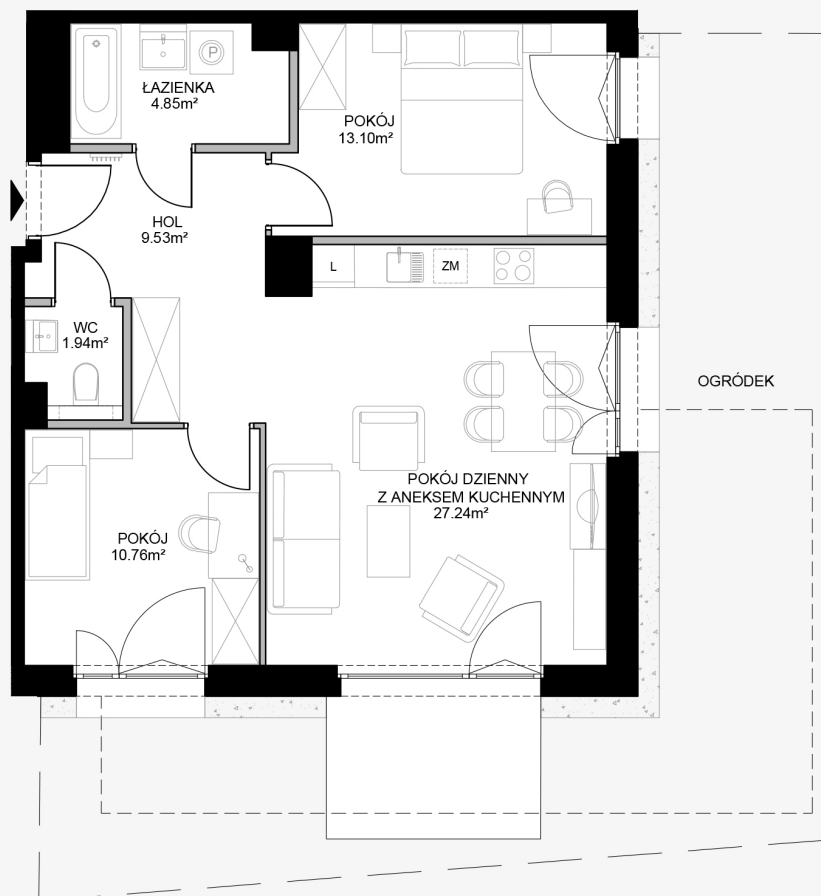 P
ŁAZIENKA
4.85m²
POKÓJ
13.10m²
HOL
9.53m²
L
ZM
WC
1.94m²
OGRÓDEK
POKÓJ DZIENNY
Z ANEKSEM KUCHENNYM
27.24m²
POKÓJ
10.76m²